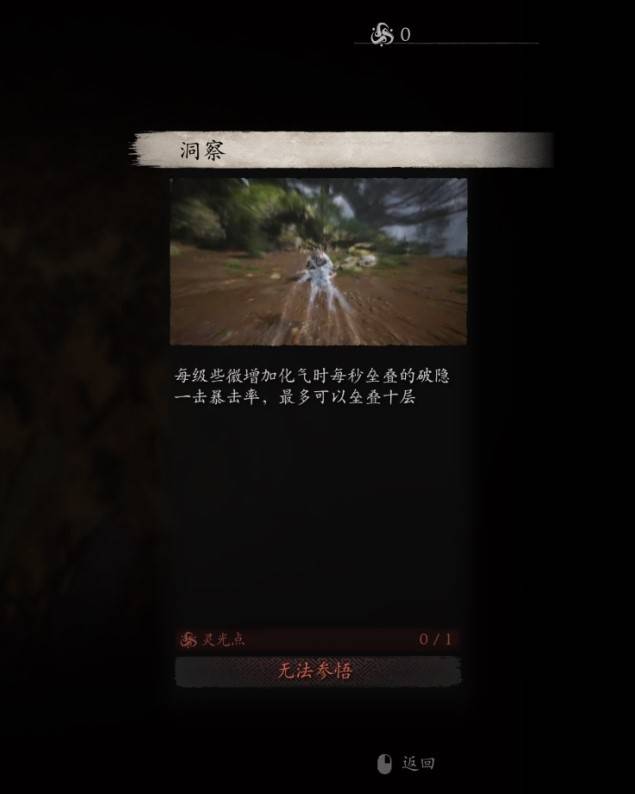 0
洞察
每级些微增加化气时每秒垒叠的破隐
一击暴击率，最多可以垒叠十层
灵光点 0/1
无法参悟
返回